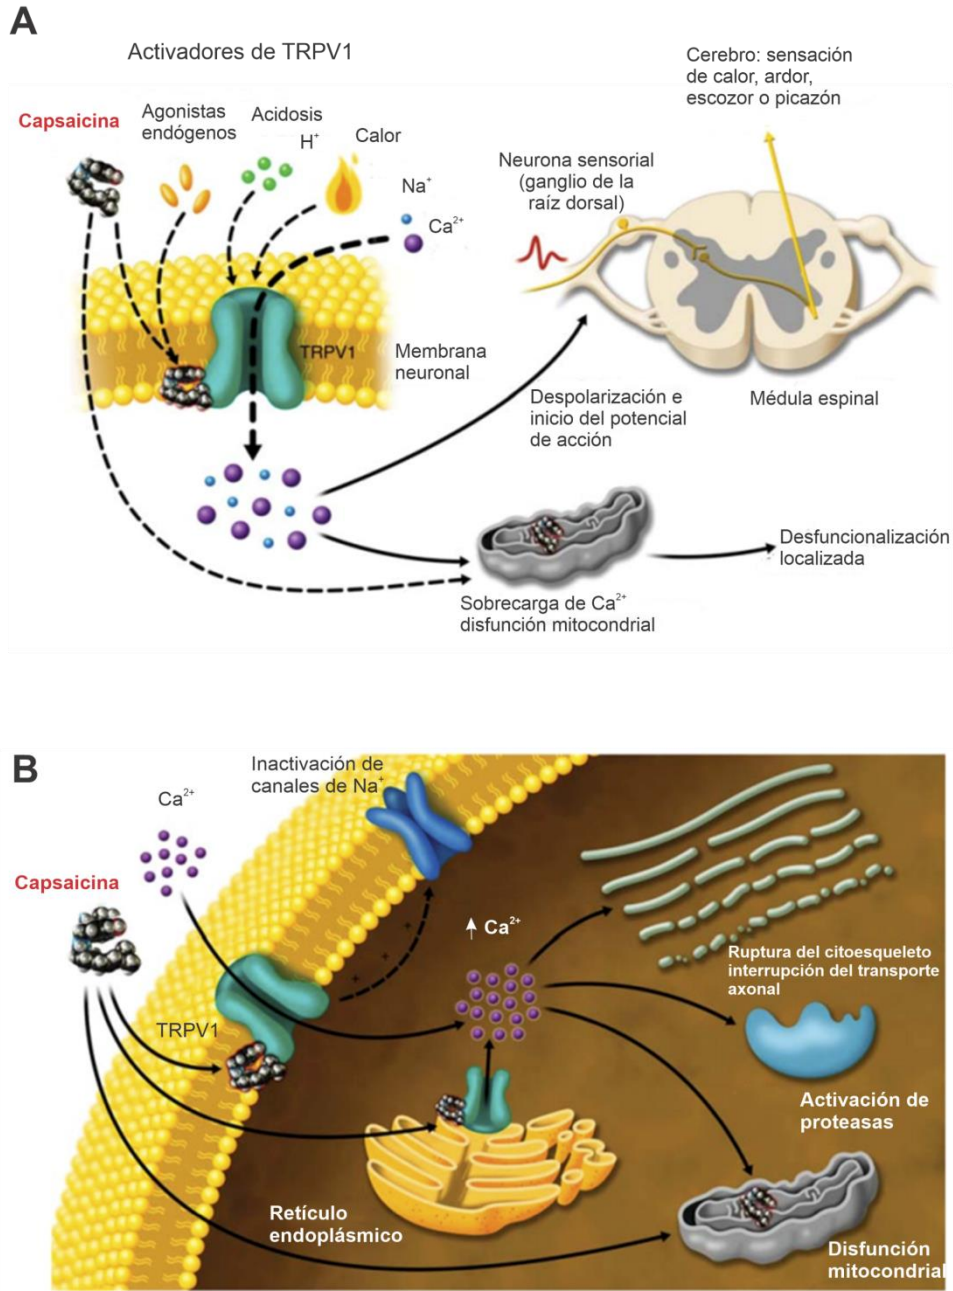 A
Activadores de TRPV1
Capsaicina
Agonistas
endógenos
Acidosis
H⁺
Calor
Na⁺
Ca²⁺
TRPV1
Membrana
neuronal
Cerebro: sensación
de calor, ardor,
escozor o picazón
Neurona sensorial
(ganglio de la
raíz dorsal)
Médula espinal
Despolarización e
inicio del potencial
de acción
Sobrecarga de Ca²⁺
disfunción mitocondrial
Desfuncionalización
localizada
B
Inactivación de
canales de Na⁺
Ca²⁺
Capsaicina
TRPV1
Ca²⁺
Ruptura del citoesqueleto
interrupción del transporte
axonal
Activación de
proteasas
Retículo
endoplásmico
Disfunción
mitocondrial